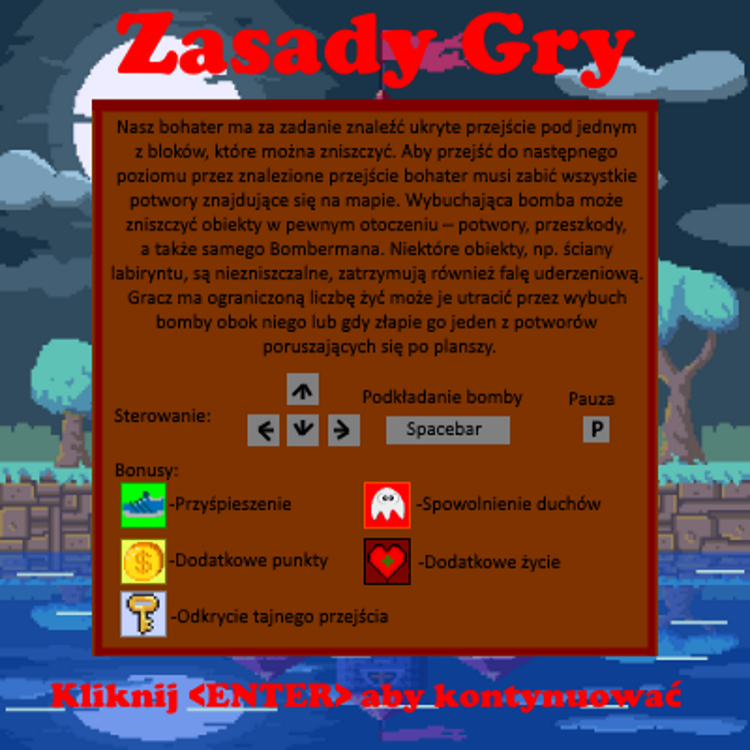 Zasady Gry
Nasz bohater ma za zadanie znaleźć ukryte przejście pod jednym
z bloków, które można zniszczyć. Aby przejść do następnego
poziomu przez znalezione przejście bohater musi zabić wszystkie
potwory znajdujące się na mapie. Wybuchająca bomba może
zniszczyć obiekty w pewnym otoczeniu – potwory, przeszkody,
a także samego Bombermana. Niektóre obiekty, np. ściany
labiryntu, są niezniszczalne, zatrzymują również falę uderzeniową.
Gracz ma ograniczoną liczbę żyć może je utracić przez wybuch
bomby obok niego lub gdy złapie go jeden z potworów
poruszających się po planszy.
Sterowanie:
Podkładanie bomby
Spacebar
Pauza
P
Bonusy:
-Przyśpieszenie
-Spowolnienie duchów
-Dodatkowe punkty
-Dodatkowe życie
-Odkrycie tajnego przejścia
Kliknij <ENTER> aby kontynuować